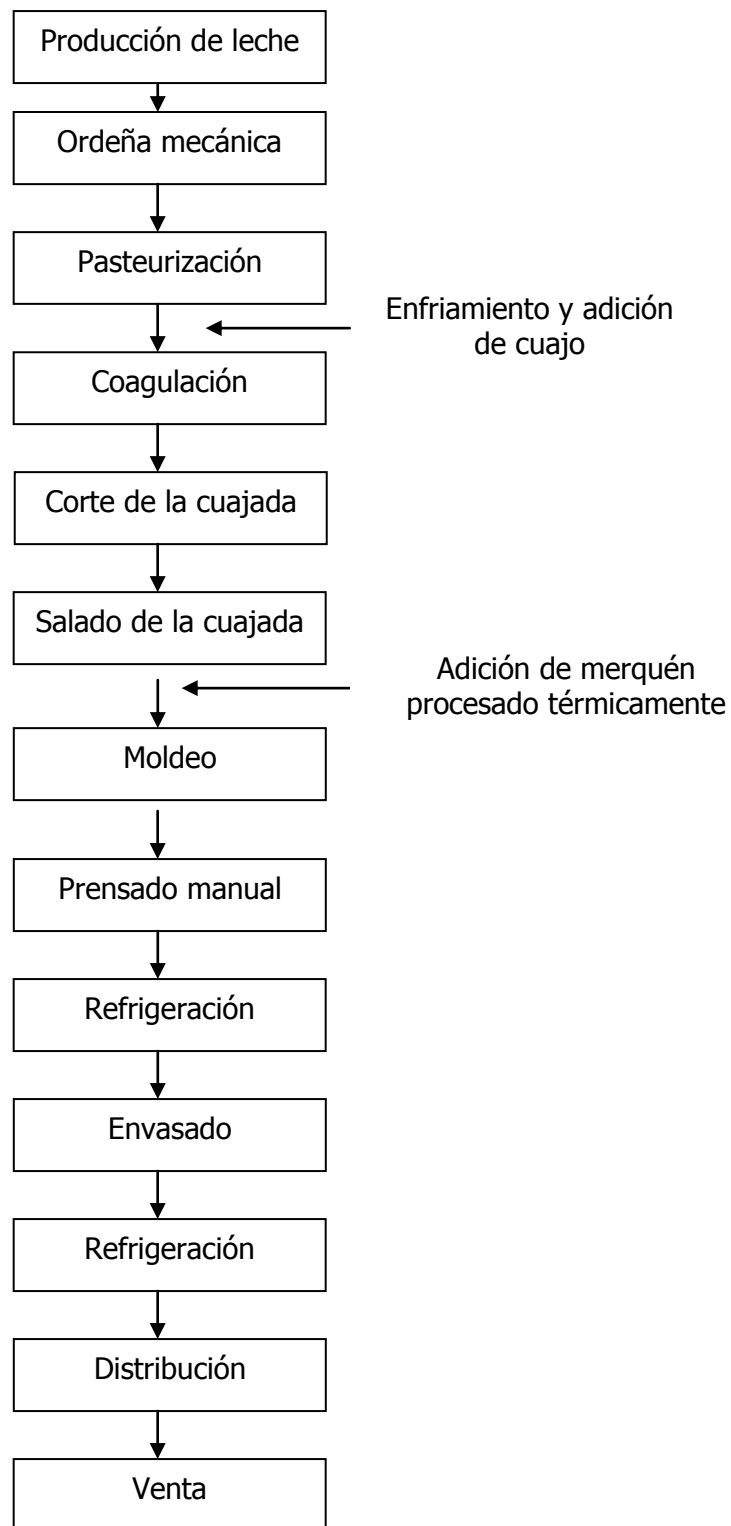 Producción de leche
Ordeña mecánica
Pasteurización
Enfriamiento y adición
de cuajo
Coagulación
Corte de la cuajada
Salado de la cuajada
Adición de merquén
procesado térmicamente
Moldeo
Prensado manual
Refrigeración
Envasado
Refrigeración
Distribución
Venta